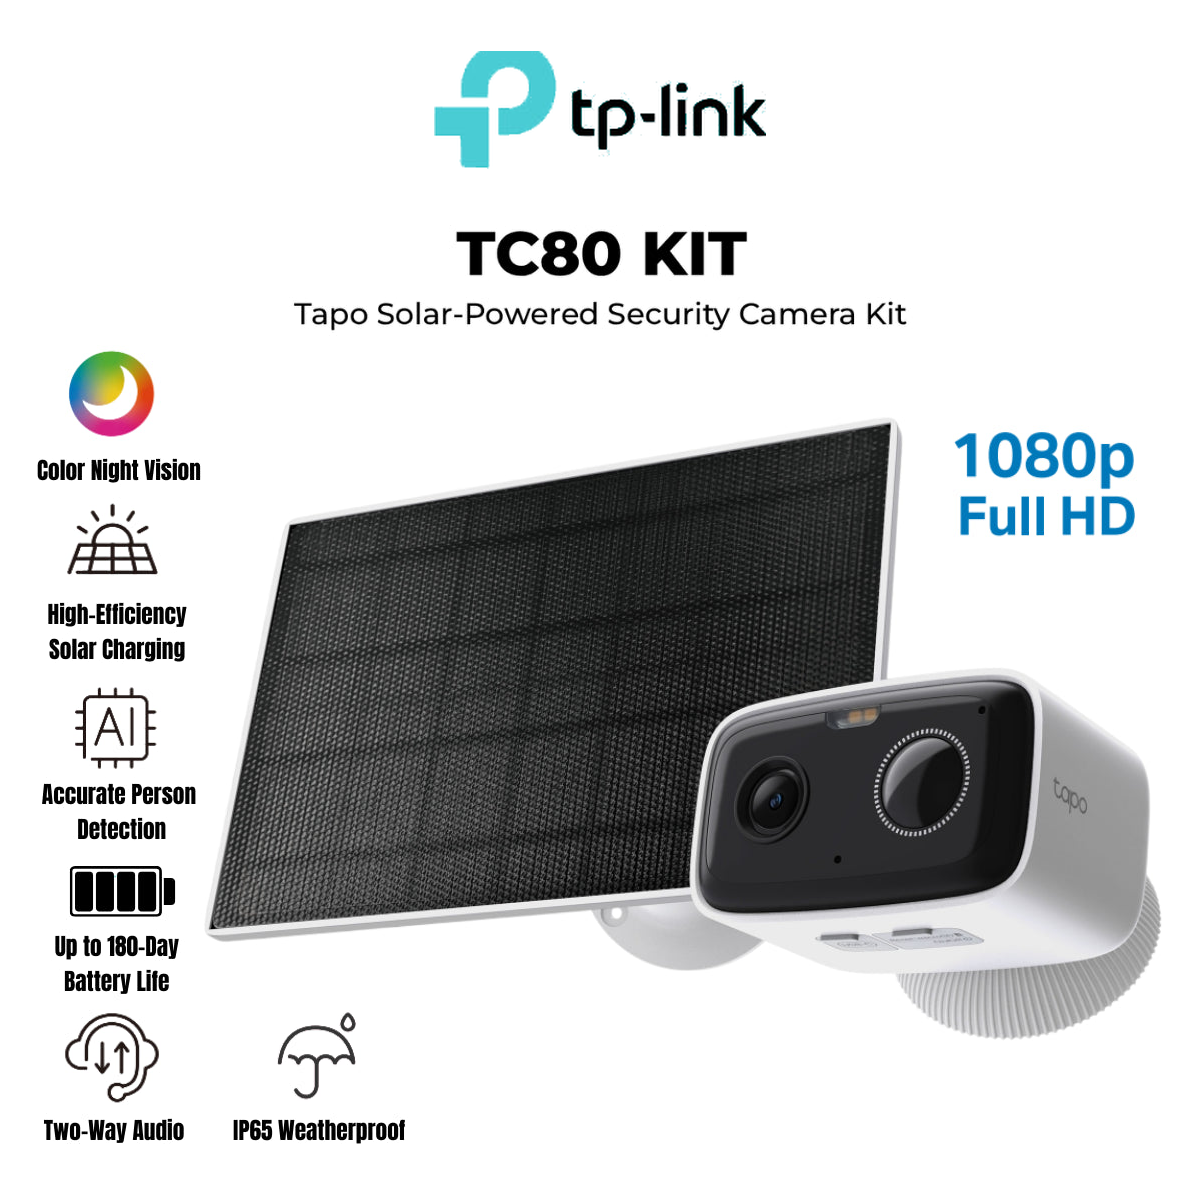 tp-link
TC80 KIT
Tapo Solar-Powered Security Camera Kit
Color Night Vision
1080p
Full HD
High-Efficiency
Solar Charging
AI
Accurate Person
Detection
tapo
Up to 180-Day
Battery Life
Two-Way Audio
IP65 Weatherproof